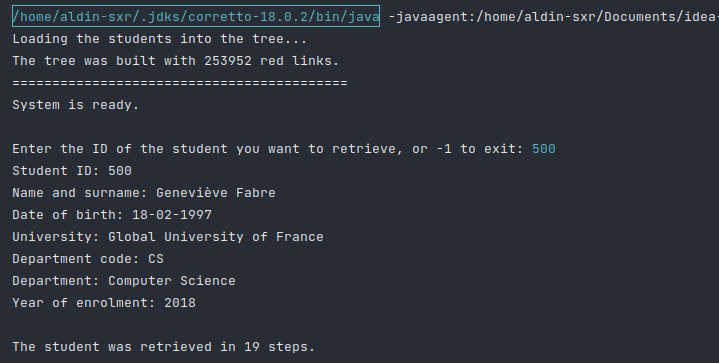 /home/aldin-sxr/.jdks/corretto-18.0.2/bin/java -javaagent:/home/aldin-sxr/Documents/idea-
Loading the students into the tree...
The tree was built with 253952 red links.
==========================================
System is ready.
Enter the ID of the student you want to retrieve, or -1 to exit: 500
Student ID: 500
Name and surname: Geneviève Fabre
Date of birth: 18-02-1997
University: Global University of France
Department code: CS
Department: Computer Science
Year of enrolment: 2018
The student was retrieved in 19 steps.